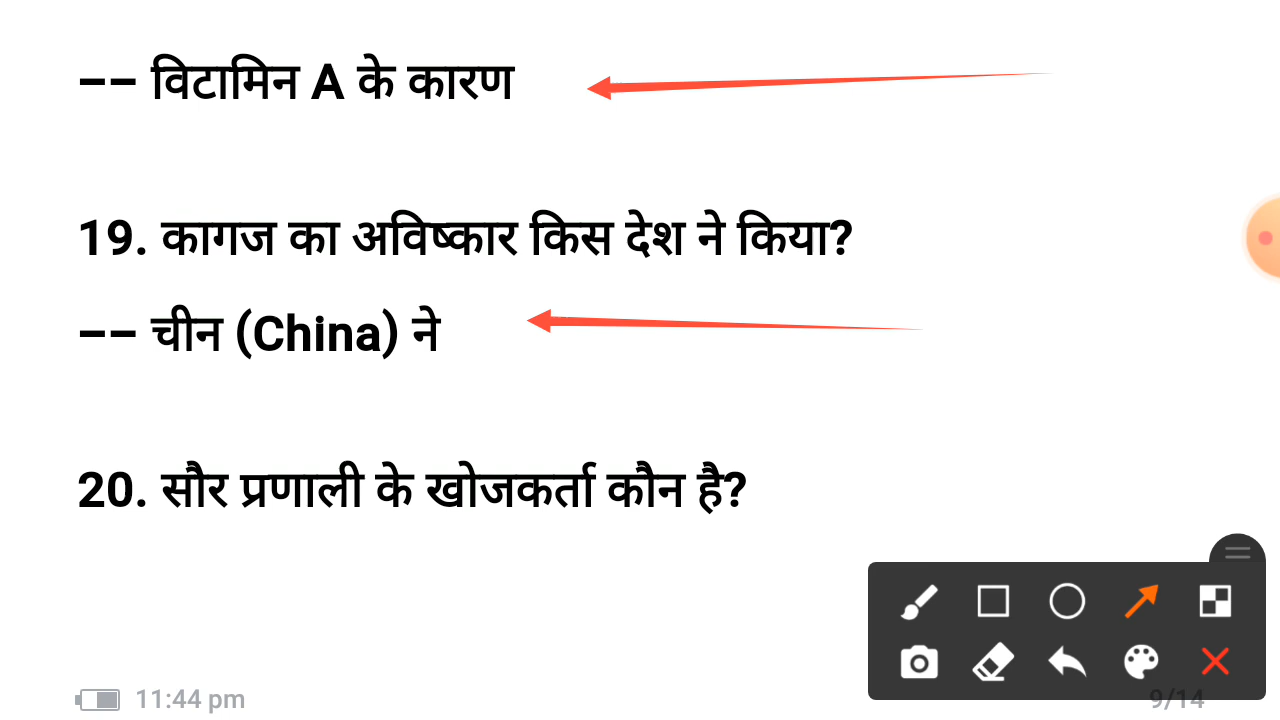 -- विटामिन A के कारण
19. कागज का अविष्कार किस देश ने किया?
-- चीन (China) ने
20. सौर प्रणाली के खोजकर्ता कौन है?
11:44 pm
9/14